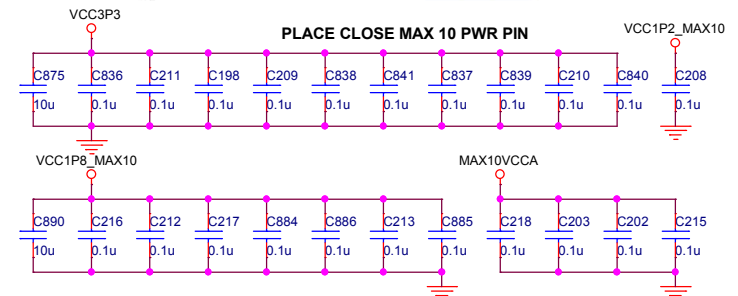 VCC3P3
PLACE CLOSE MAX 10 PWR PIN
VCC1P2_MAX10
C875 C836 C211 C198 C209 C838 C841 C837 C839 C210 C840 C208
10u 0.1u 0.1u 0.1u 0.1u 0.1u 0.1u 0.1u 0.1u 0.1u 0.1u 0.1u
VCC1P8_MAX10
MAX10VCCA
C890 C216 C212 C217 C884 C886 C213 C885 C218 C203 C202 C215
10u 0.1u 0.1u 0.1u 0.1u 0.1u 0.1u 0.1u 0.1u 0.1u 0.1u 0.1u